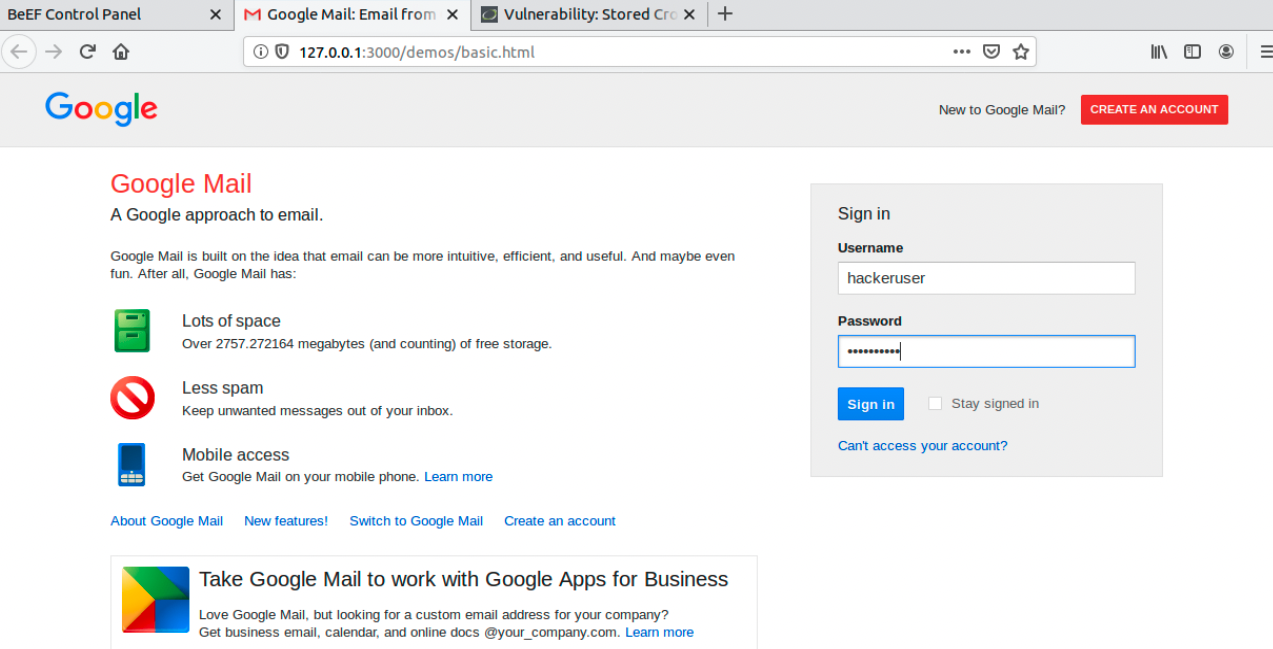 BeEF Control Panel
Google Mail: Email from
Vulnerability: Stored Cro
127.0.0.1:3000/demos/basic.html
Google
New to Google Mail?
CREATE AN ACCOUNT
Google Mail
A Google approach to email.
Google Mail is built on the idea that email can be more intuitive, efficient, and useful. And maybe even
fun. After all, Google Mail has:
Lots of space
Over 2757.272164 megabytes (and counting) of free storage.
Less spam
Keep unwanted messages out of your inbox.
Mobile access
Get Google Mail on your mobile phone. Learn more
About Google Mail New features! Switch to Google Mail Create an account
Take Google Mail to work with Google Apps for Business
Love Google Mail, but looking for a custom email address for your company?
Get business email, calendar, and online docs @your_company.com. Learn more
Sign in
Username
hackeruser
Password
••••••••••
Sign in
Stay signed in
Can't access your account?